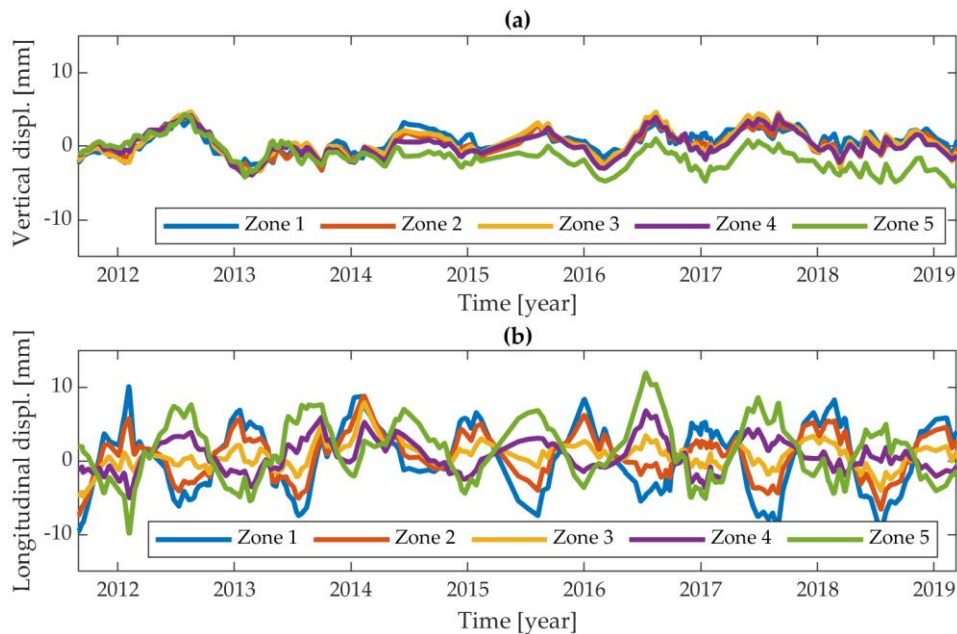 (a)
Vertical displ. [mm]
10
0
-10
Zone 1 Zone 2 Zone 3 Zone 4 Zone 5
2012 2013 2014 2015 2016 2017 2018 2019
Time [year]
(b)
Longitudinal displ. [mm]
10
0
-10
Zone 1 Zone 2 Zone 3 Zone 4 Zone 5
2012 2013 2014 2015 2016 2017 2018 2019
Time [year]